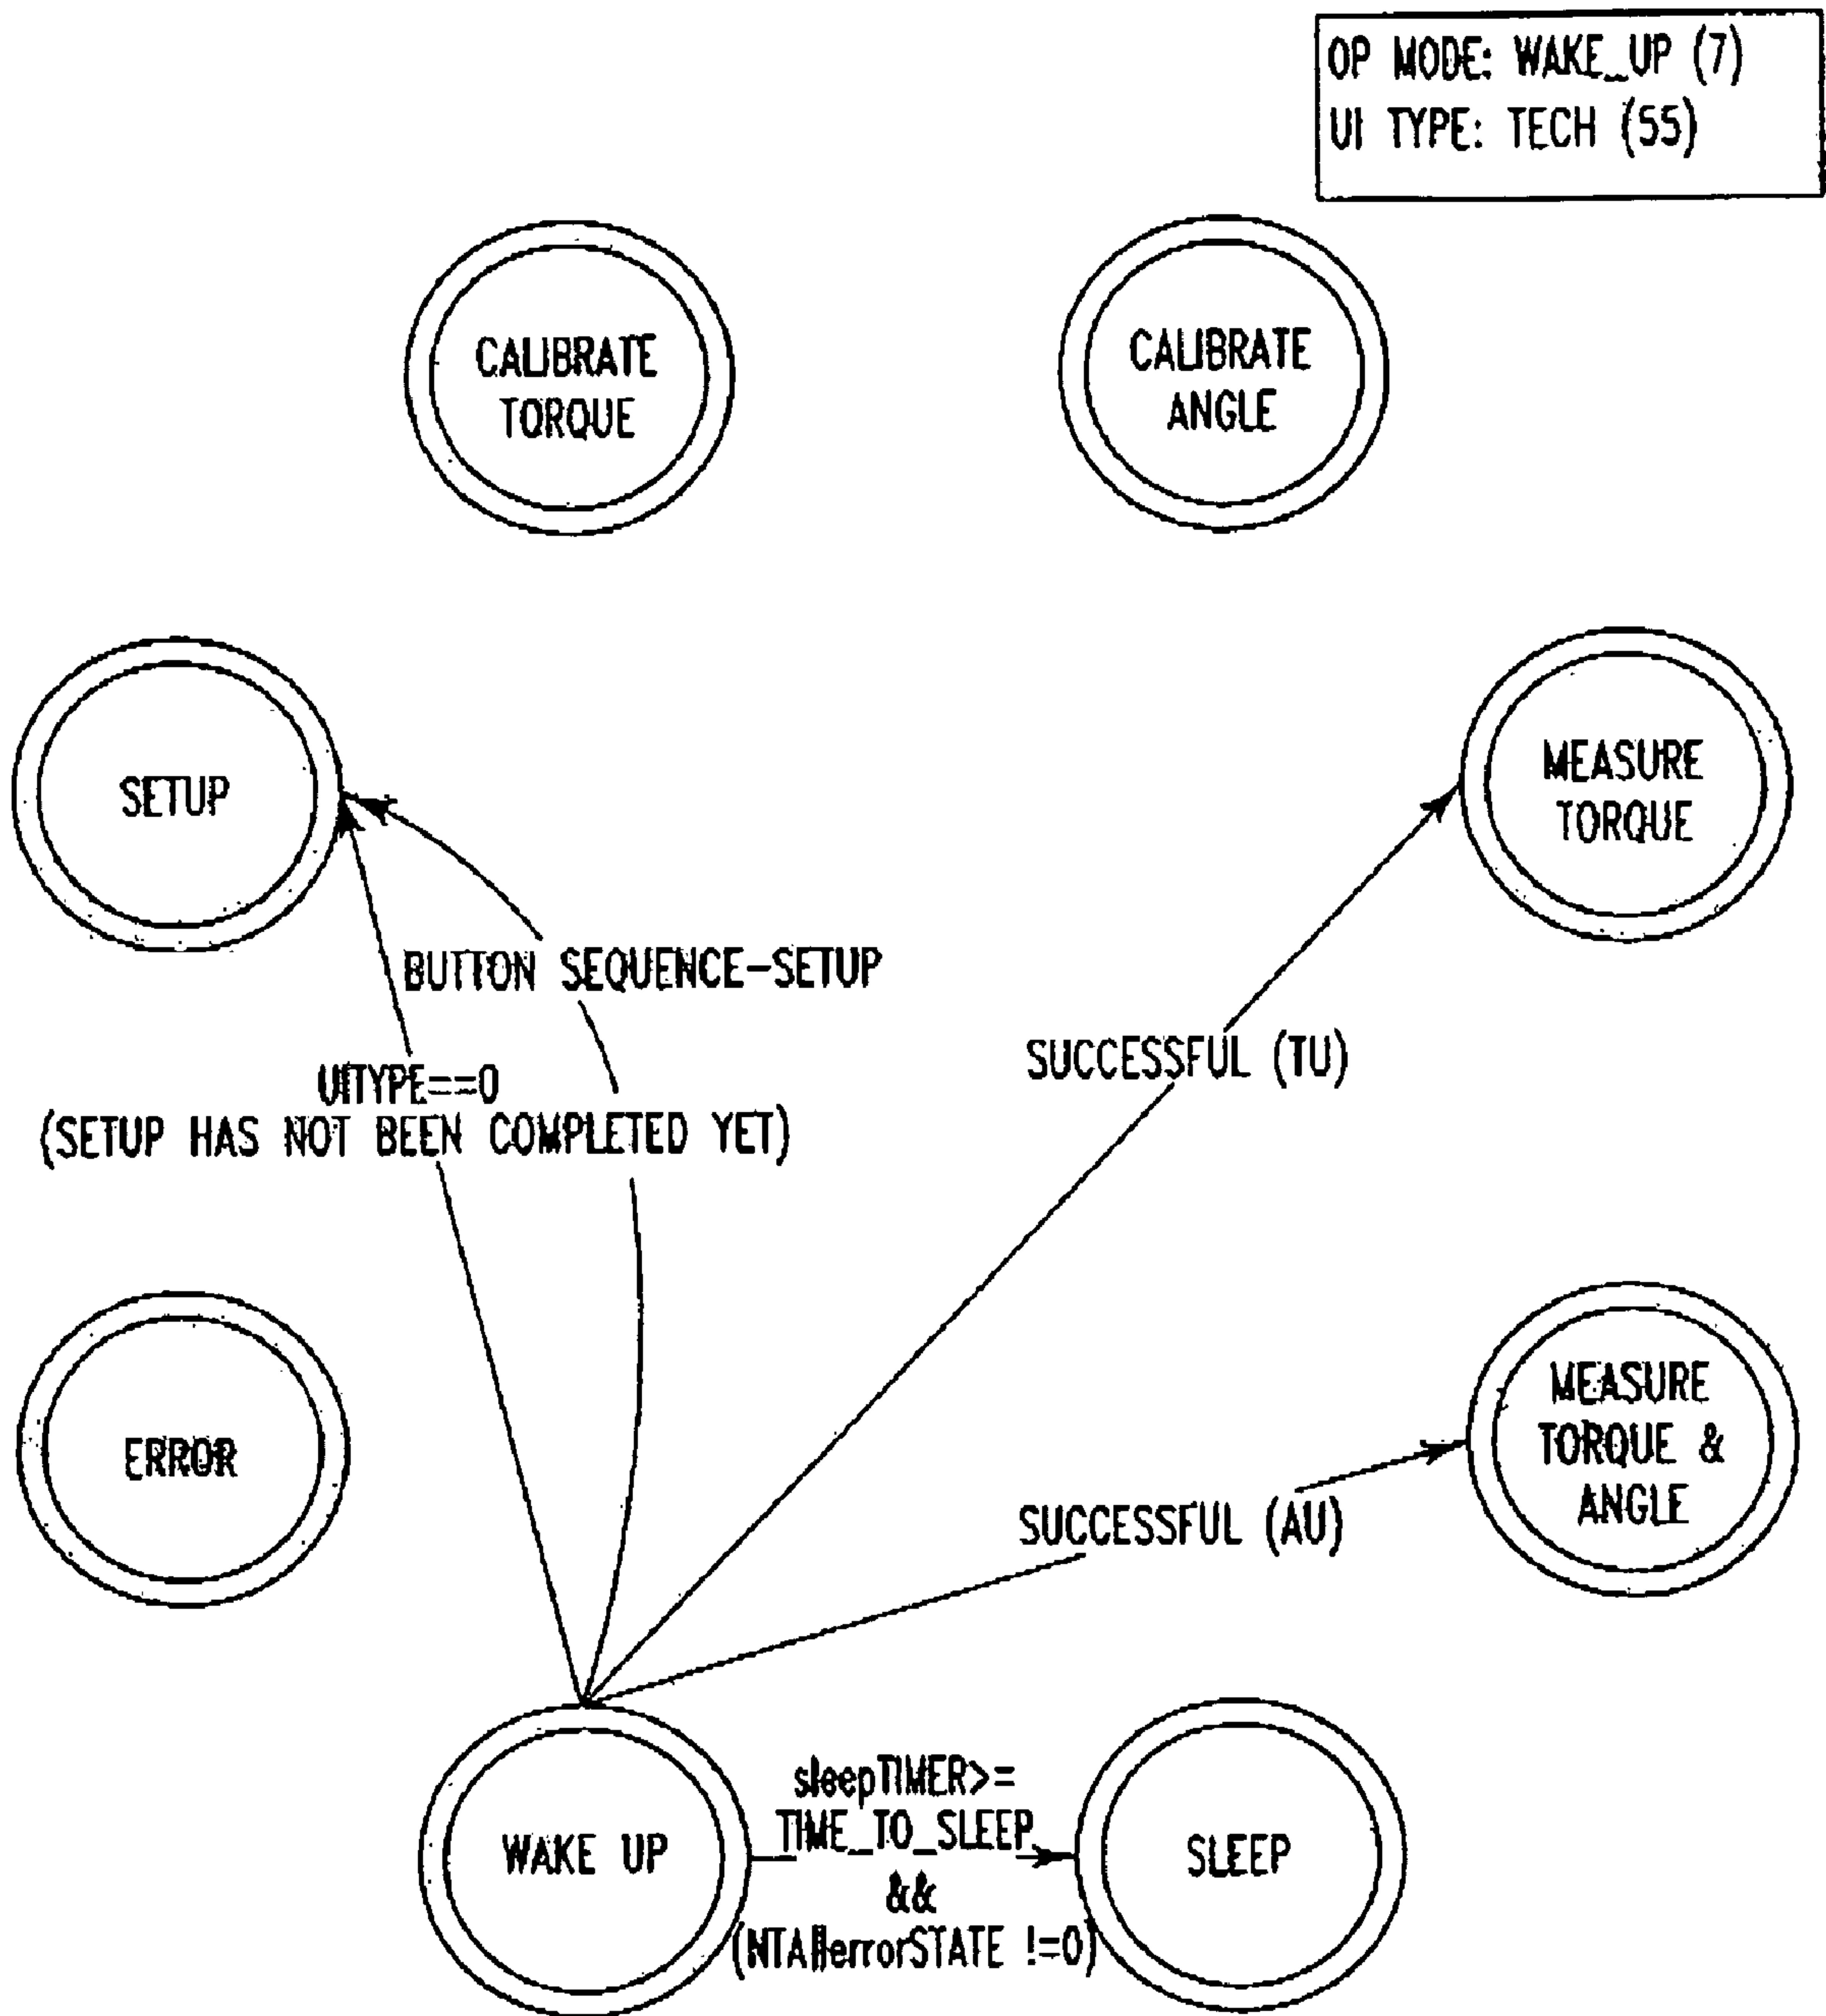 OP MODE: WAKE_UP (7)
UI TYPE: TECH (55)
CALIBRATE
TORQUE
CALIBRATE
ANGLE
SETUP
MEASURE
TORQUE
BUTTON SEQUENCE-SETUP
SUCCESSFUL (TU)
UITYPE==0
(SETUP HAS NOT BEEN COMPLETED YET)
ERROR
MEASURE
TORQUE &
ANGLE
SUCCESSFUL (AU)
WAKE UP
sleepTIMER>=
TIME_TO_SLEEP
&&
(NTAR||errorSTATE !=0)
SLEEP